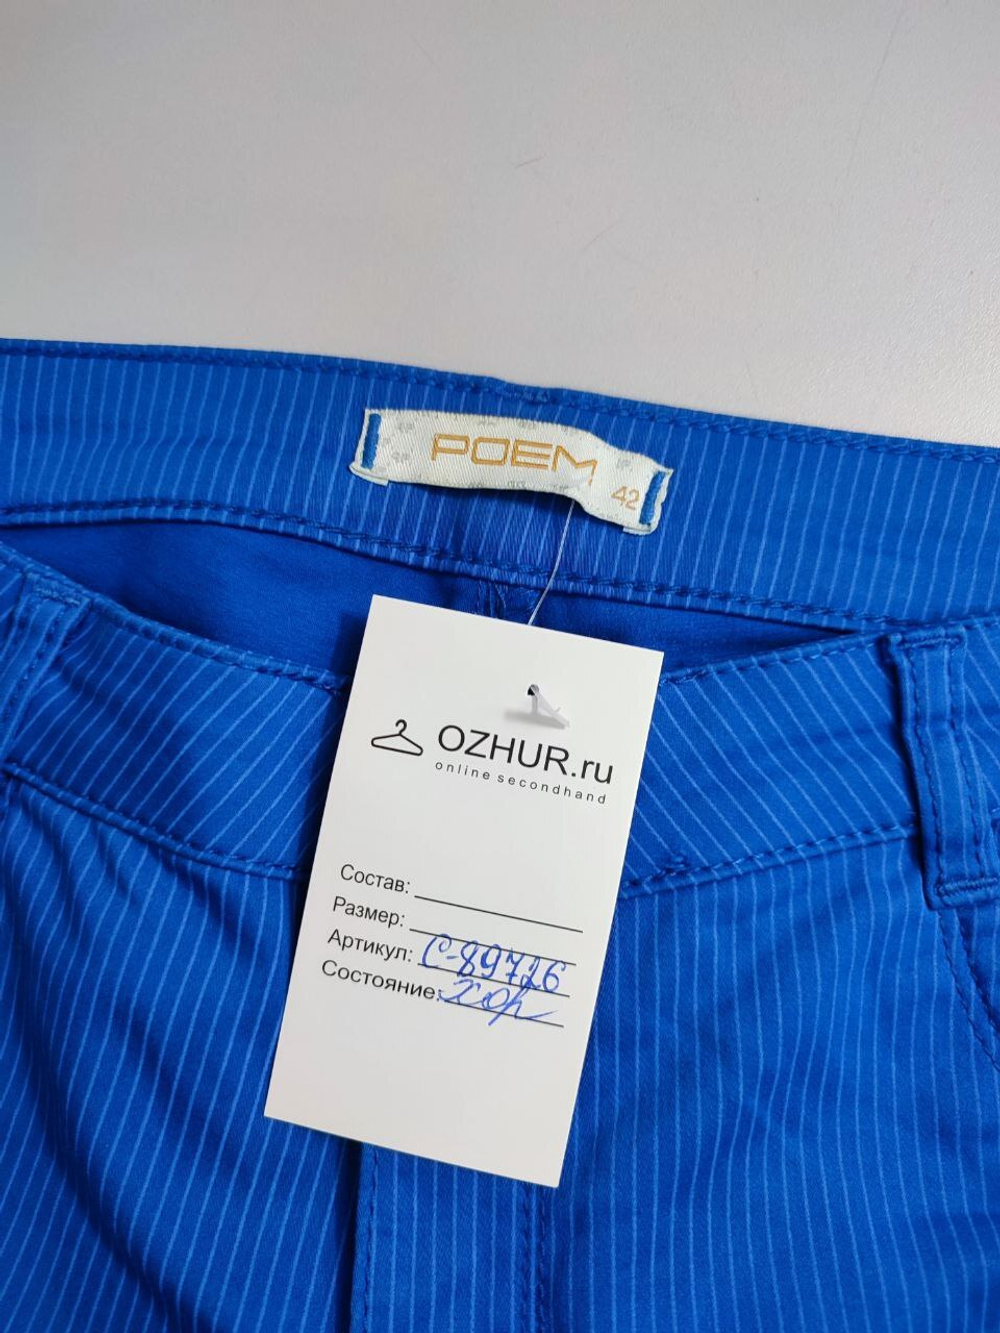 POEM
42
OZHUR.ru
online secondhand
Состав:
Размер:
Артикул: С-89726
Состояние: хор